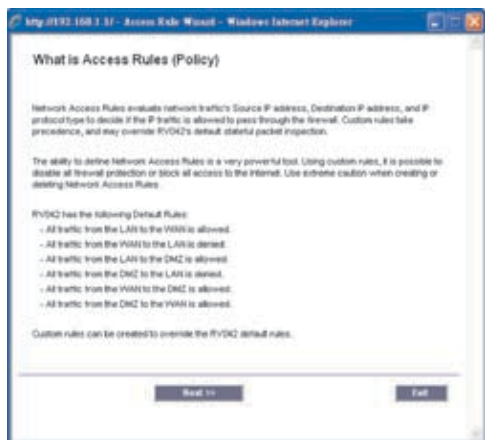 http://192.168.1.1/ - Access Rule Wizard - Windows Internet Explorer
What is Access Rules (Policy)
Network Access Rules evaluate network traffic's Source IP address, Destination IP address, and IP
protocol type to decide if the IP traffic is allowed to pass through the firewall. Custom rules take
precedence, and may override RV042's default stateful packet inspection.
The ability to define Network Access Rules is a very powerful tool. Using custom rules, it is possible to
disable all firewall protection or block all access to the Internet. Use extreme caution when creating or
deleting Network Access Rules.
RV042 has the following Default Rules:
- All traffic from the LAN to the WAN is allowed.
- All traffic from the WAN to the LAN is denied.
- All traffic from the LAN to the DMZ is allowed.
- All traffic from the DMZ to the LAN is denied.
- All traffic from the WAN to the DMZ is allowed.
- All traffic from the DMZ to the WAN is allowed.
Custom rules can be created to override the RV042 default rules.
Next >>
Exit